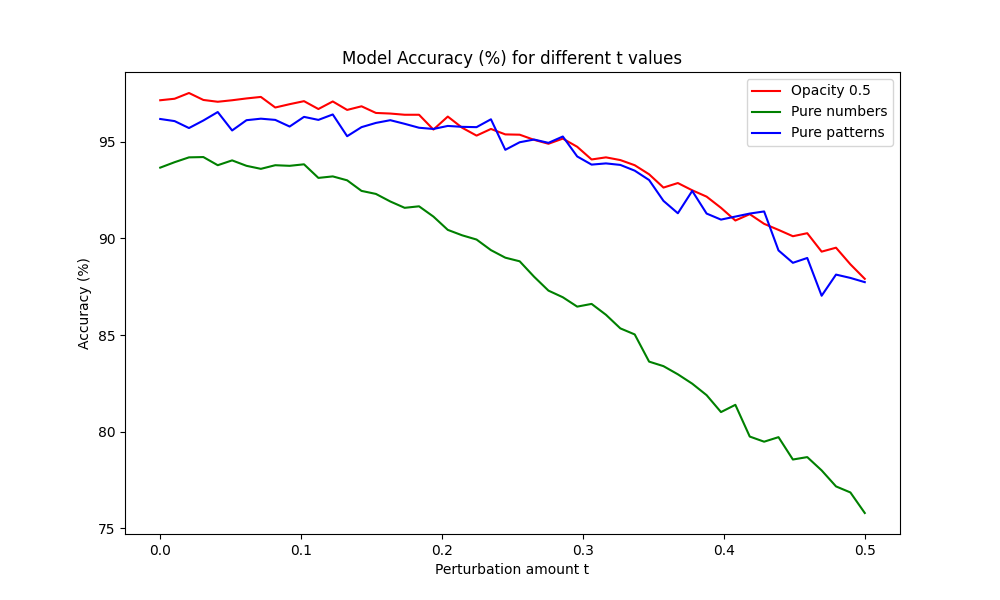 Model Accuracy (%) for different t values
Opacity 0.5
Pure numbers
Pure patterns
Accuracy (%)
95
90
85
80
75
0.0 0.1 0.2 0.3 0.4 0.5
Perturbation amount t